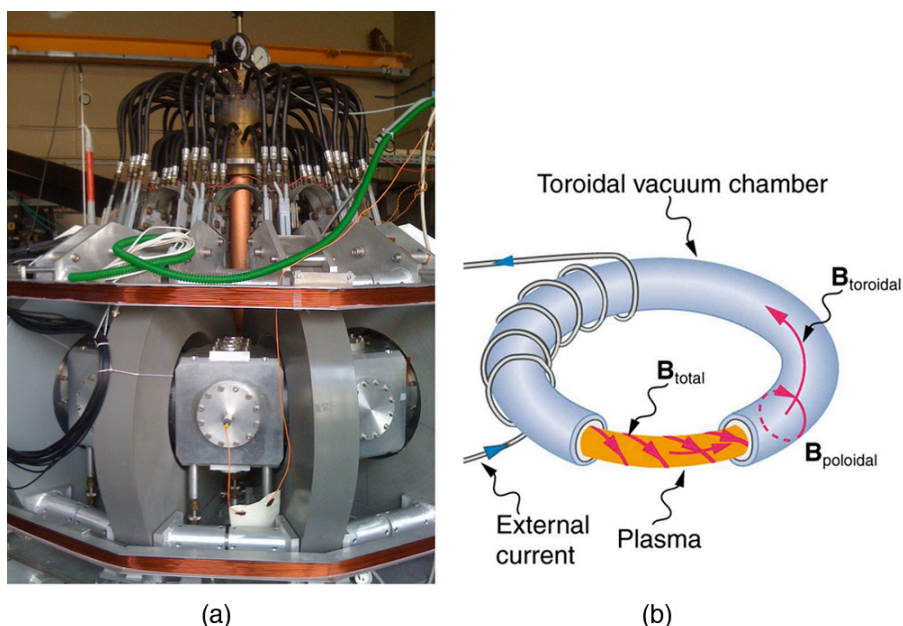 Toroidal vacuum chamber
B toroidal
B total
B poloidal
External
current
Plasma
(a)
(b)